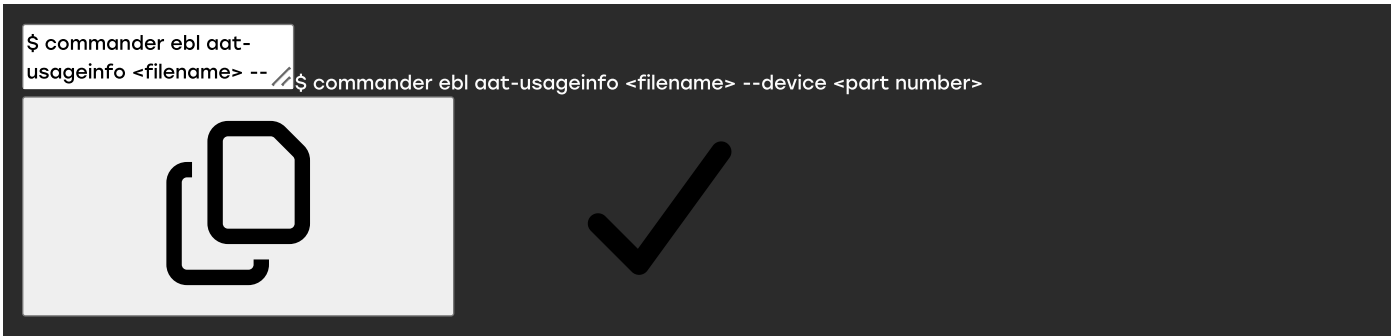 $ commander ebl aat-
usageinfo <filename> --
$ commander ebl aat-usageinfo <filename> --device <part number>